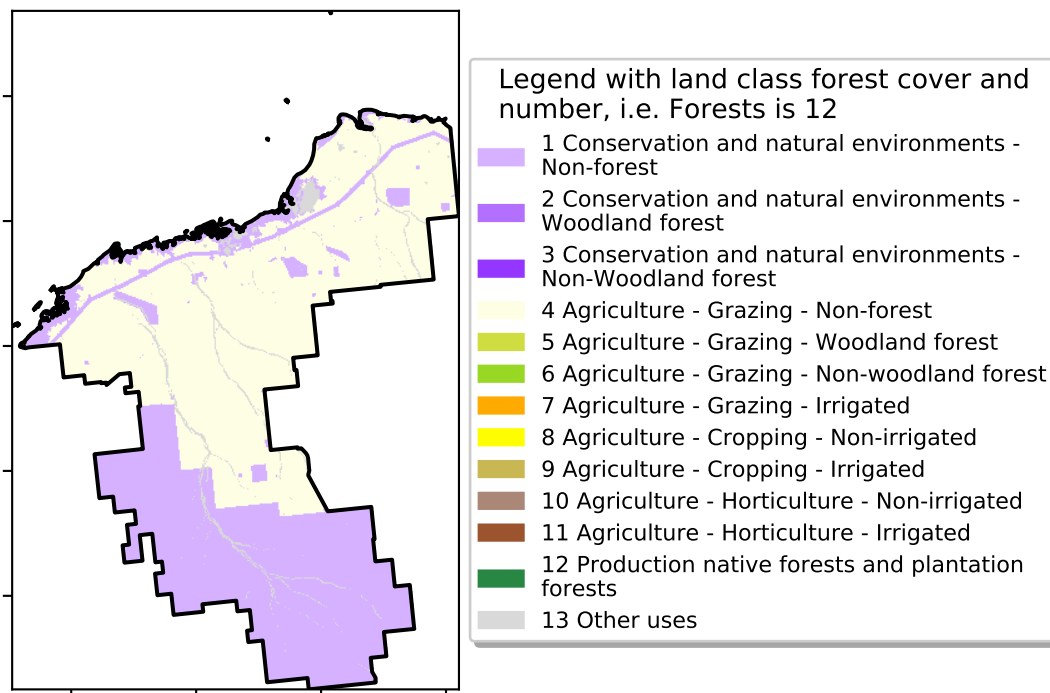 Legend with land class forest cover and
number, i.e. Forests is 12
1 Conservation and natural environments -
Non-forest
2 Conservation and natural environments -
Woodland forest
3 Conservation and natural environments -
Non-Woodland forest
4 Agriculture - Grazing - Non-forest
5 Agriculture - Grazing - Woodland forest
6 Agriculture - Grazing - Non-woodland forest
7 Agriculture - Grazing - Irrigated
8 Agriculture - Cropping - Non-irrigated
9 Agriculture - Cropping - Irrigated
10 Agriculture - Horticulture - Non-irrigated
11 Agriculture - Horticulture - Irrigated
12 Production native forests and plantation
forests
13 Other uses